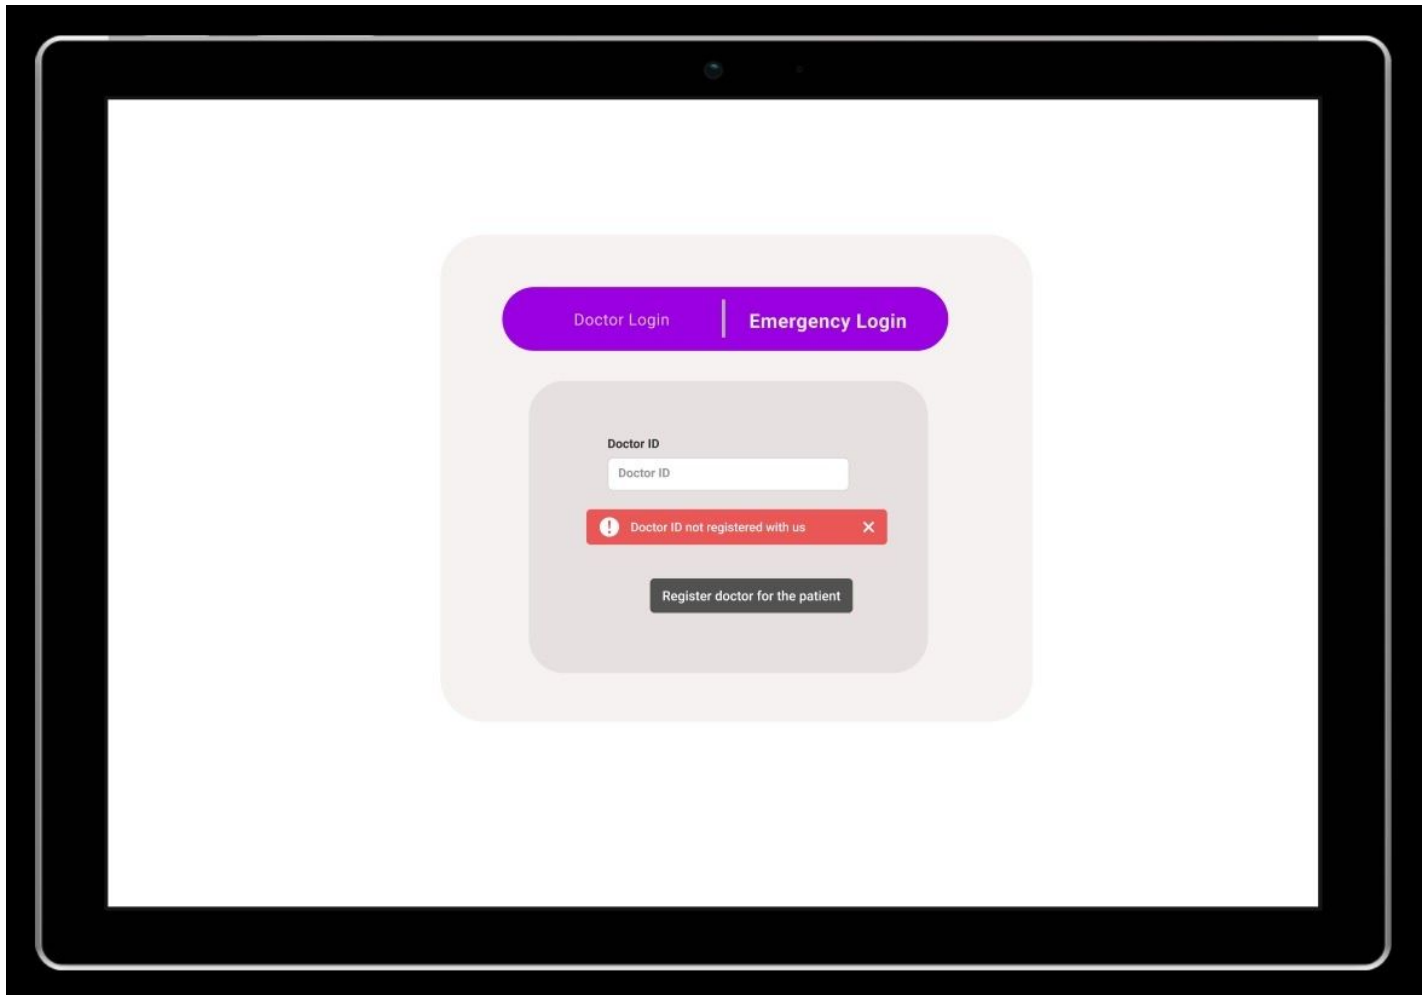 Doctor Login
Emergency Login
Doctor ID
Doctor ID
Doctor ID not registered with us
Register doctor for the patient